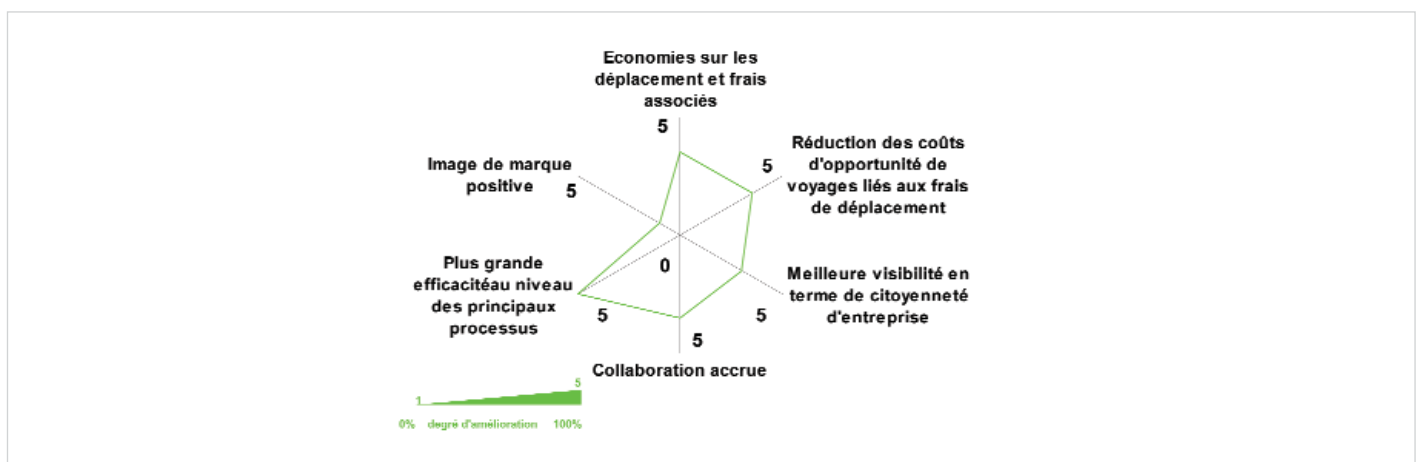 Economies sur les
déplacement et frais
associés
5
Réduction des coûts
d'opportunité de
voyages liés aux frais
de déplacement
5
Image de marque
positive
5
Plus grande
efficacitéau niveau
des principaux
processus
5
0
Meilleure visibilité en
terme de citoyenneté
d'entreprise
5
5
Collaboration accrue
1
5
0% degré d'amélioration 100%